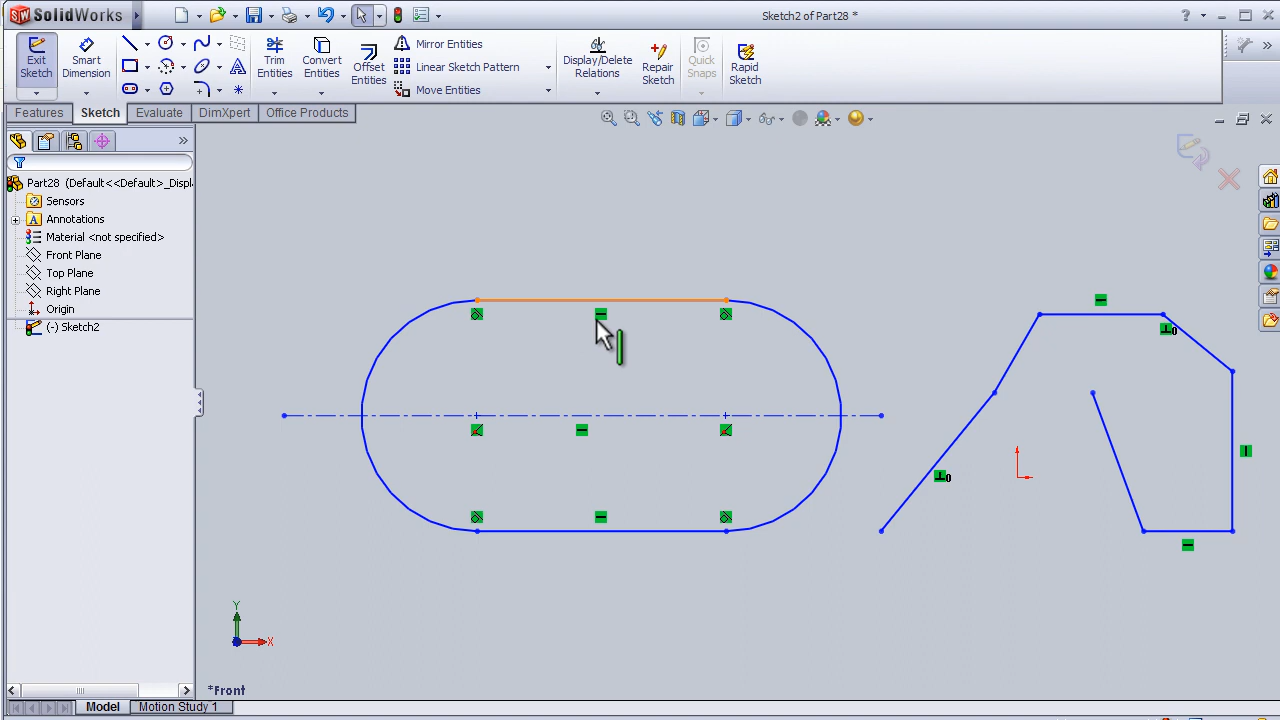 SolidWorks
Sketch2 of Part28 *
Exit Sketch
Smart Dimension
Trim Entities
Convert Entities
Offset Entities
Mirror Entities
Linear Sketch Pattern
Move Entities
Display/Delete Relations
Repair Sketch
Quick Snaps
Rapid Sketch
Features
Sketch
Evaluate
DimXpert
Office Products
Part28 (Default<<Default>_Displ
Sensors
Annotations
Material <not specified>
Front Plane
Top Plane
Right Plane
Origin
(-) Sketch2
0
0
Y
X
*Front
Model
Motion Study 1